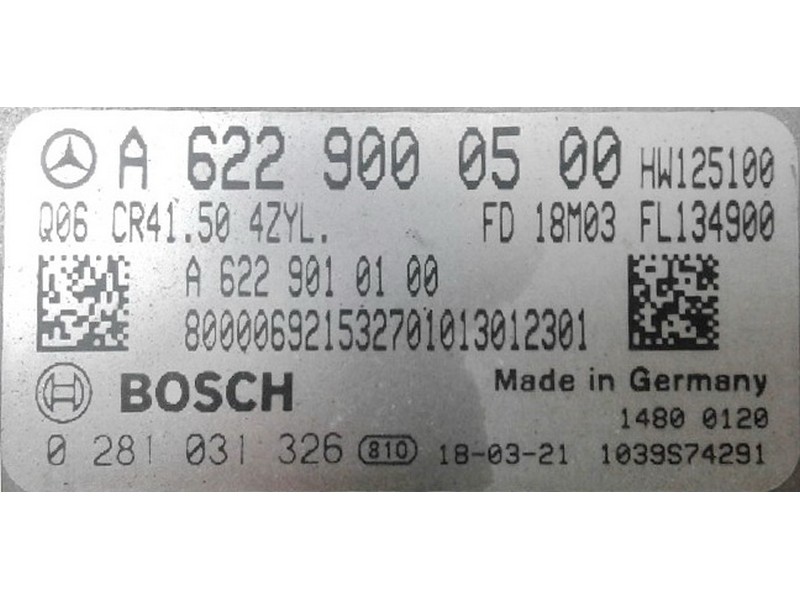 A 622 900 05 00 HW125100
Q06 CR41.50 4ZYL. FD 18M03 FL134900
A 622 901 01 00
800006921532701013012301
BOSCH Made in Germany
1480 0120
0 281 031 326 810 18-03-21 1039S74291